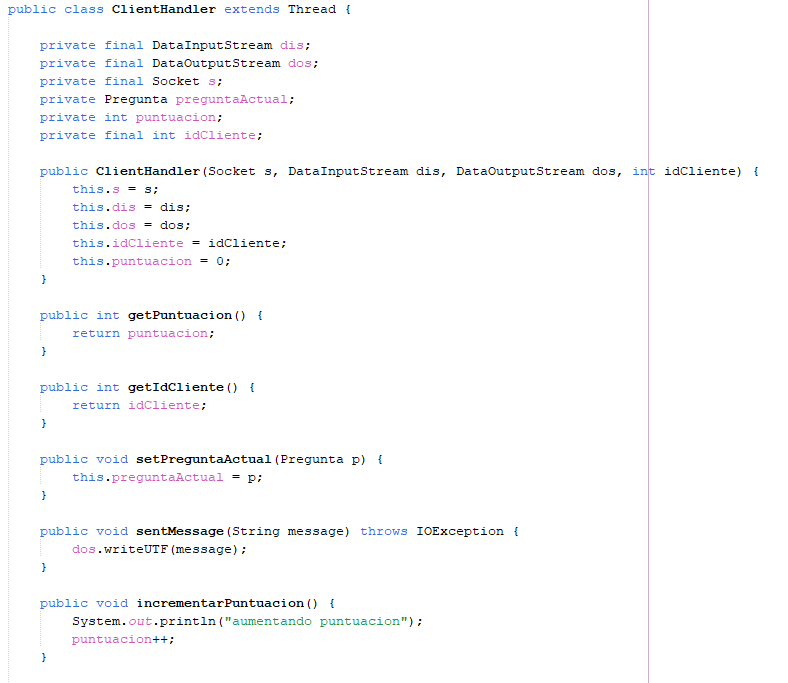 public class ClientHandler extends Thread {
private final DataInputStream dis;
private final DataOutputStream dos;
private final Socket s;
private Pregunta preguntaActual;
private int puntuacion;
private final int idCliente;
public ClientHandler(Socket s, DataInputStream dis, DataOutputStream dos, int idCliente) {
this.s = s;
this.dis = dis;
this.dos = dos;
this.idCliente = idCliente;
this.puntuacion = 0;
}
public int getPuntuacion() {
return puntuacion;
}
public int getIdCliente() {
return idCliente;
}
public void setPreguntaActual(Pregunta p) {
this.preguntaActual = p;
}
public void sentMessage(String message) throws IOException {
dos.writeUTF(message);
}
public void incrementarPuntuacion() {
System.out.println("aumentando puntuacion");
puntuacion++;
}